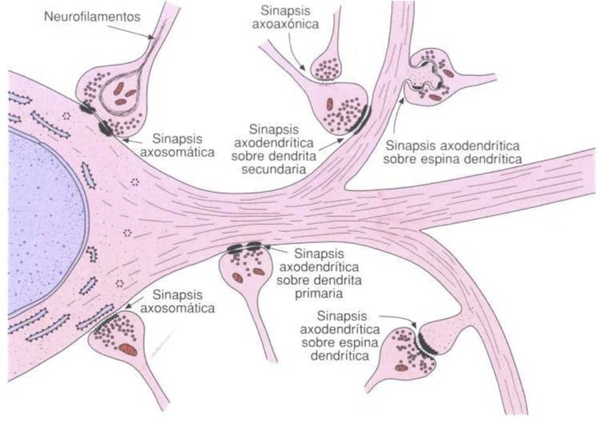 Neurofilamentos
Sinapsis
axoaxónica
Sinapsis
axosomática
Sinapsis
axodendrítica
sobre dendrita
secundaria
Sinapsis axodendrítica
sobre espina dendrítica
Sinapsis
axodendrítica
sobre dendrita
primaria
Sinapsis
axosomática
Sinapsis
axodendrítica
sobre espina
dendrítica